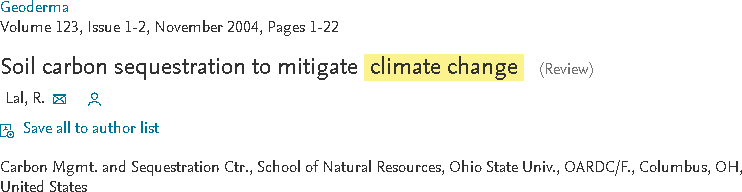 Geoderma
Volume 123, Issue 1-2, November 2004, Pages 1-22
Soil carbon sequestration to mitigate climate change (Review)
Lal, R.
Save all to author list
Carbon Mgmt. and Sequestration Ctr., School of Natural Resources, Ohio State Univ., OARDC/F., Columbus, OH,
United States